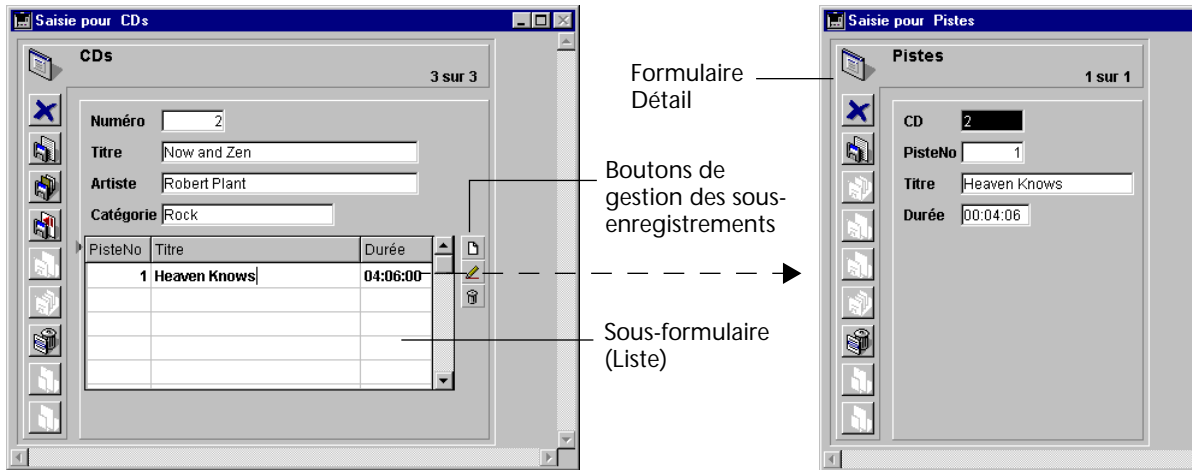 Saisie pour CDs
CDs
3 sur 3
Numéro 2
Titre Now and Zen
Artiste Robert Plant
Catégorie Rock
PisteNo Titre Durée
1 Heaven Knows 04:06:00
Formulaire
Détail
Boutons de
gestion des sous-
enregistrements
Sous-formulaire
(Liste)
Saisie pour Pistes
Pistes
1 sur 1
CD 2
PisteNo 1
Titre Heaven Knows
Durée 00:04:06